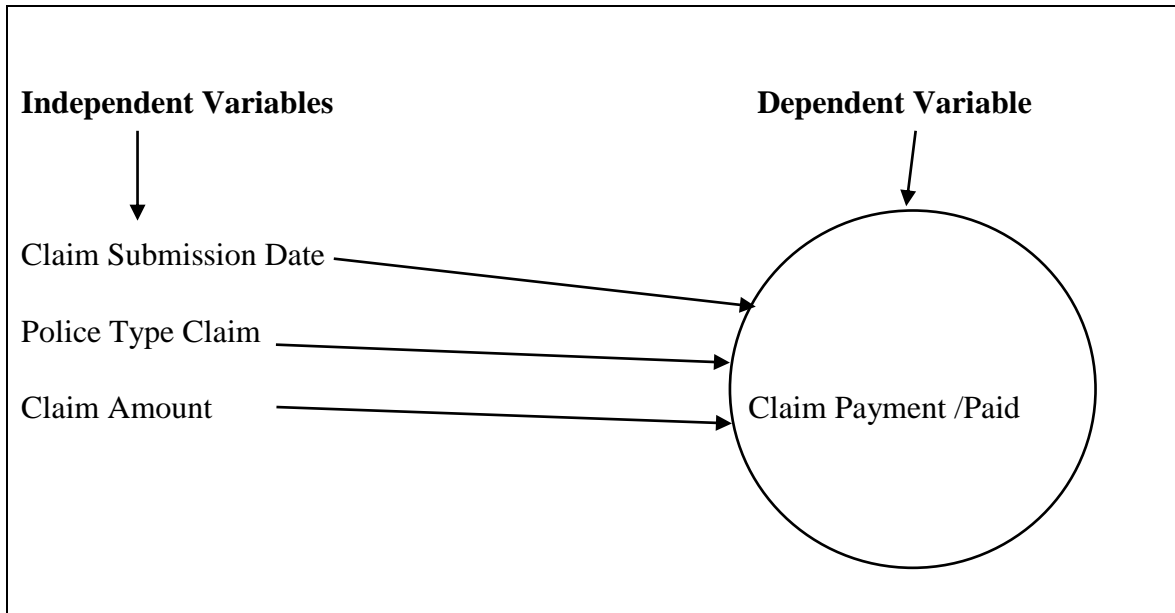 Independent Variables
Dependent Variable
Claim Submission Date
Police Type Claim
Claim Amount
Claim Payment /Paid